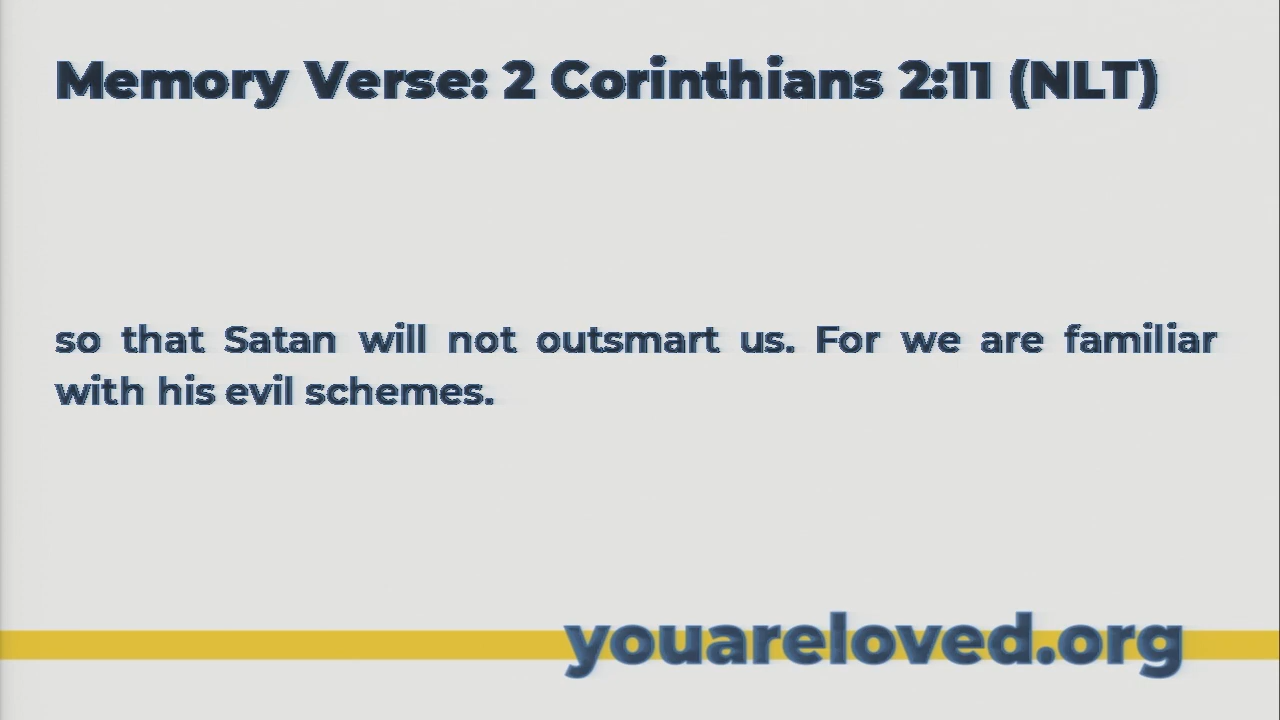 Memory Verse: 2 Corinthians 2:11 (NLT)
so that Satan will not outsmart us. For we are familiar
with his evil schemes.
youareloved.org